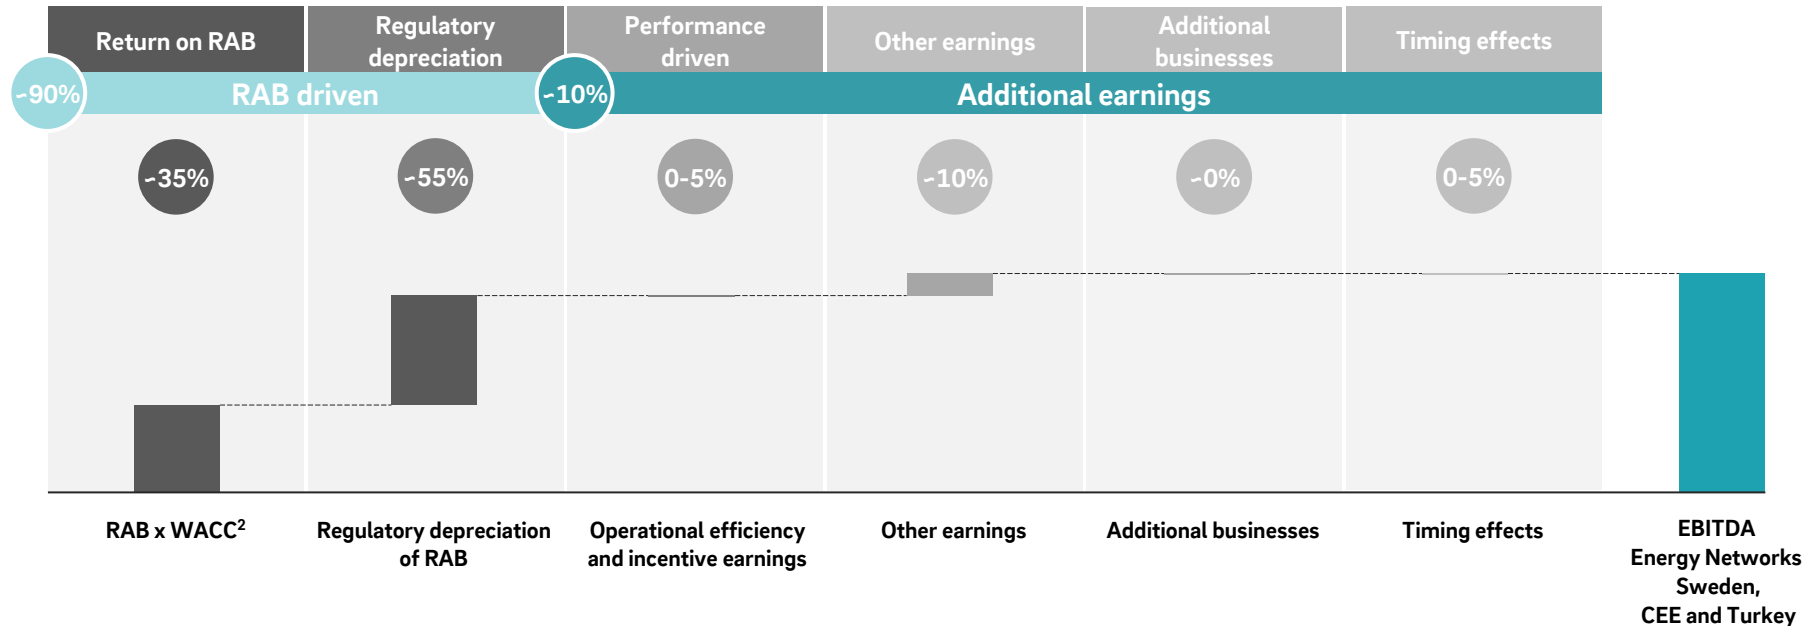 Return on RAB
Regulatory
depreciation
Performance
driven
Other earnings
Additional
businesses
Timing effects
~90%
RAB driven
~10%
Additional earnings
~35%
~55%
0-5%
~10%
~0%
0-5%
RAB x WACC²
Regulatory depreciation
of RAB
Operational efficiency
and incentive earnings
Other earnings
Additional businesses
Timing effects
EBITDA
Energy Networks
Sweden,
CEE and Turkey